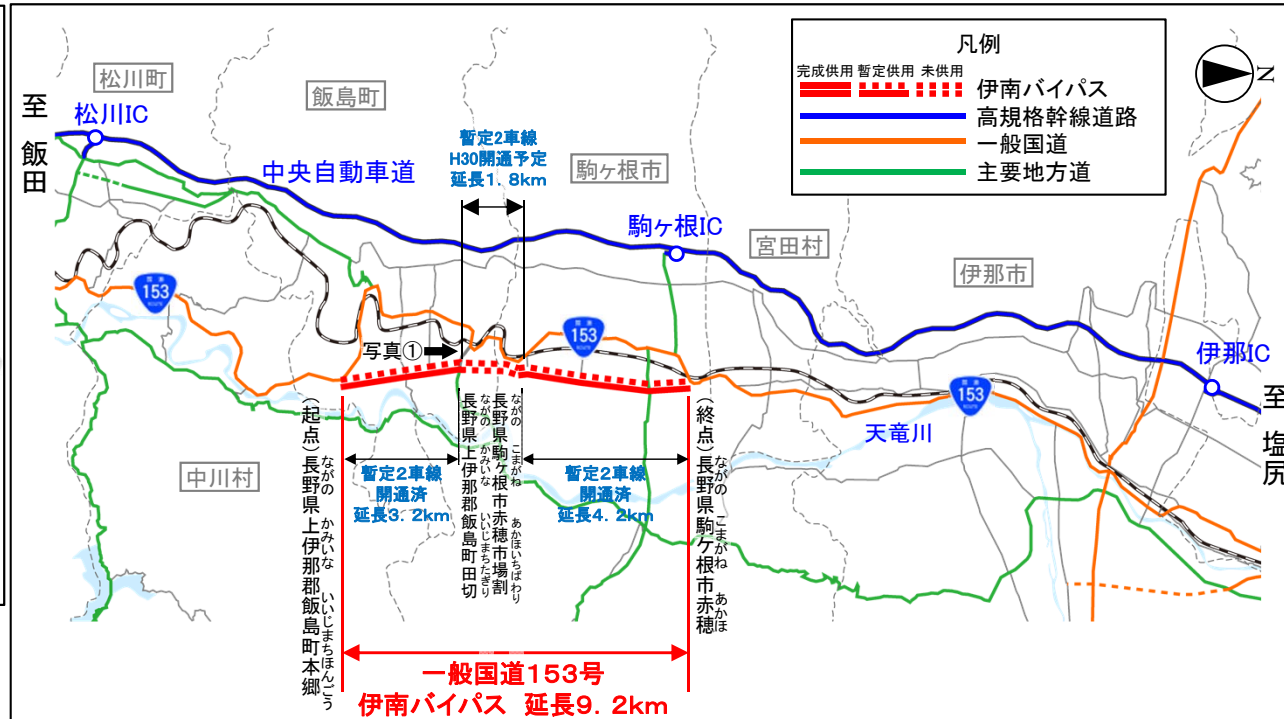 凡例
完成供用 暫定供用 未供用
伊南バイパス
高規格幹線道路
一般国道
主要地方道
N
松川町
飯島町
駒ヶ根市
宮田村
伊那市
中川村
至 飯田
松川IC
中央自動車道
暫定2車線
H30開通予定
延長1.8km
駒ヶ根IC
伊那IC
至 塩尻
153
ROUTE
写真①
153
ROUTE
153
ROUTE
天竜川
暫定2車線
開通済
延長3.2km
暫定2車線
開通済
延長4.2km
(起点)長野県上伊那郡飯島町本郷
ながの かみいな いいじまちほんごう
長野県上伊那郡飯島町田切
ながの かみいな いいじまちたぎり
長野県駒ヶ根市赤穂市場割
ながの こまがね あかほいちばわり
(終点)長野県駒ケ根市赤穂
ながの こまがね あかほ
一般国道153号
伊南バイパス 延長9.2km